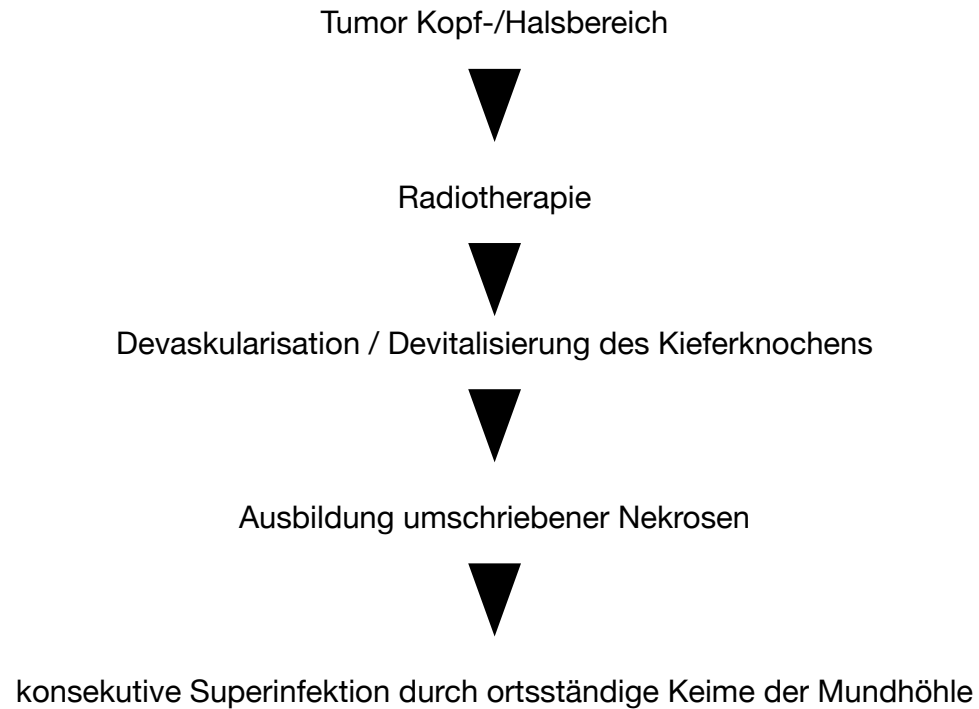 Tumor Kopf-/Halsbereich
Radiotherapie
Devaskularisation / Devitalisierung des Kieferknochens
Ausbildung umschriebener Nekrosen
konsekutive Superinfektion durch ortsständige Keime der Mundhöhle